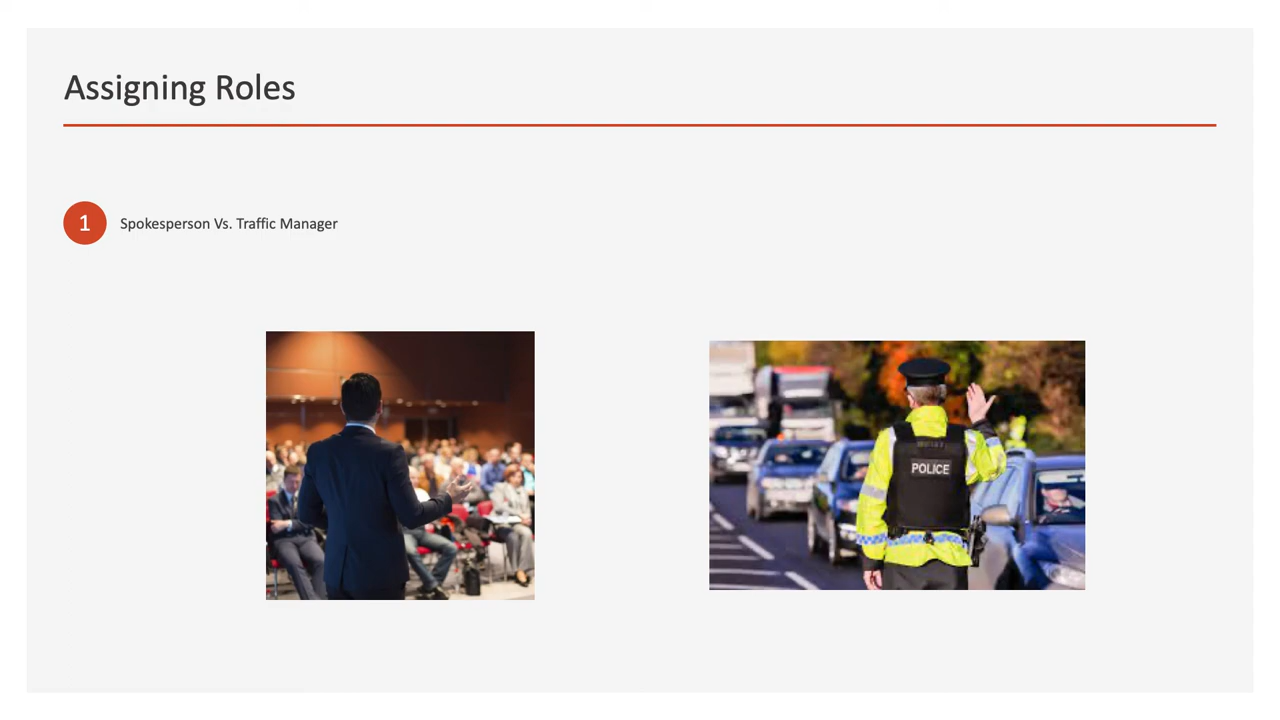 Assigning Roles
1 Spokesperson Vs. Traffic Manager
POLICE